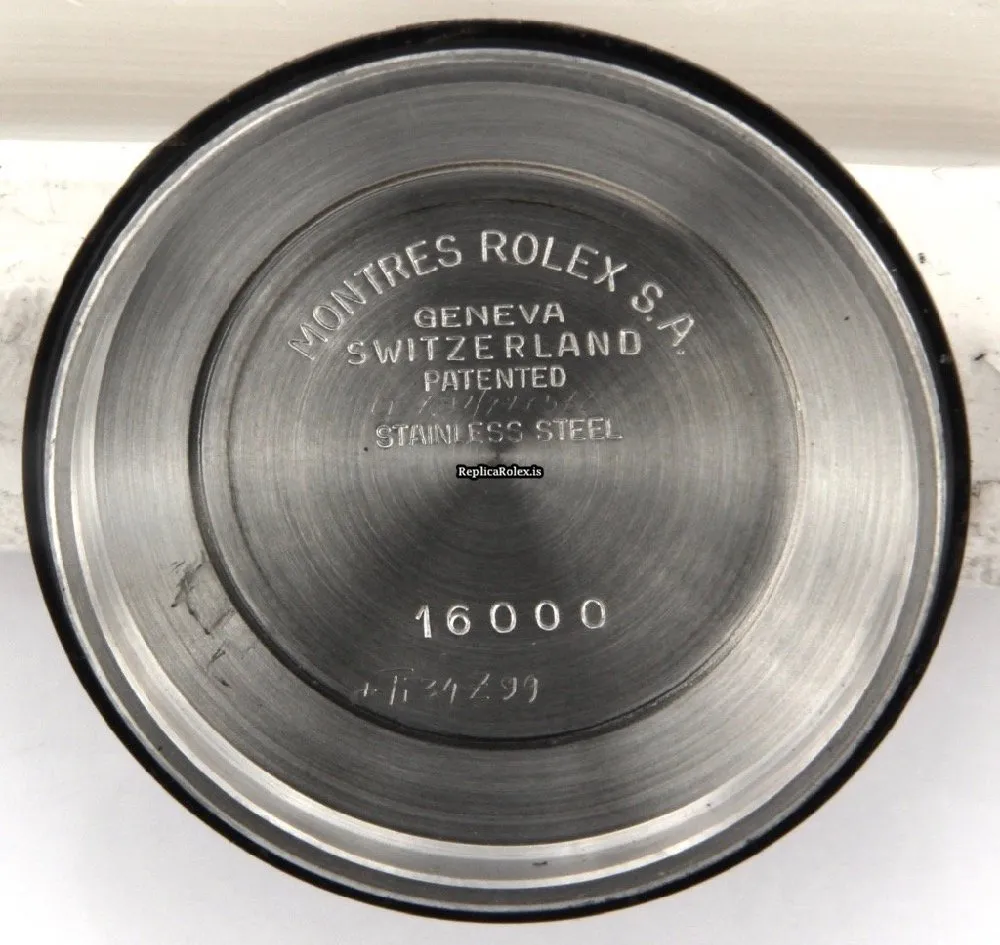 MONTRES ROLEX S.A.
GENEVA
SWITZERLAND
PATENTED
STAINLESS STEEL
ReplicaRolex.is
16000